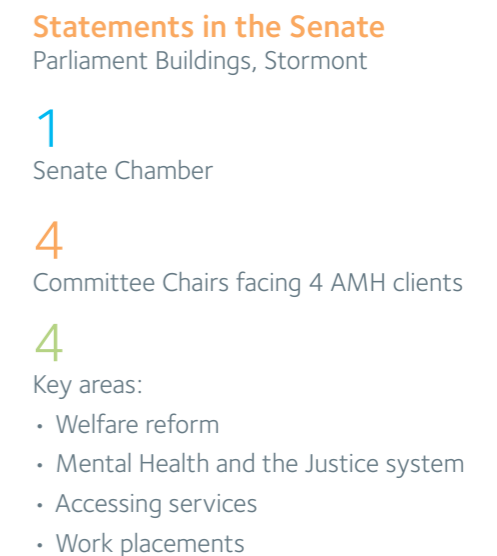 Statements in the Senate
Parliament Buildings, Stormont
1
Senate Chamber
4
Committee Chairs facing 4 AMH clients
4
Key areas:
• Welfare reform
• Mental Health and the Justice system
• Accessing services
• Work placements